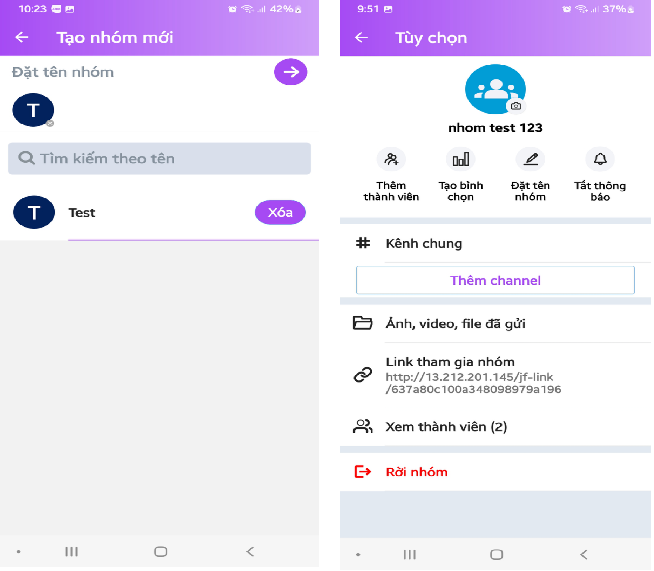 10:23
42%
Tạo nhóm mới
Đặt tên nhóm
T
Tìm kiếm theo tên
T
Test
Xóa
9:51
37%
Tùy chọn
nhom test 123
Thêm
thành viên
Tạo bình
chọn
Đặt tên
nhóm
Tắt thông
báo
Kênh chung
Thêm channel
Ảnh, video, file đã gửi
Link tham gia nhóm
http://13.212.201.145/jf-link
/637a80c100a348098979a196
Xem thành viên (2)
Rời nhóm